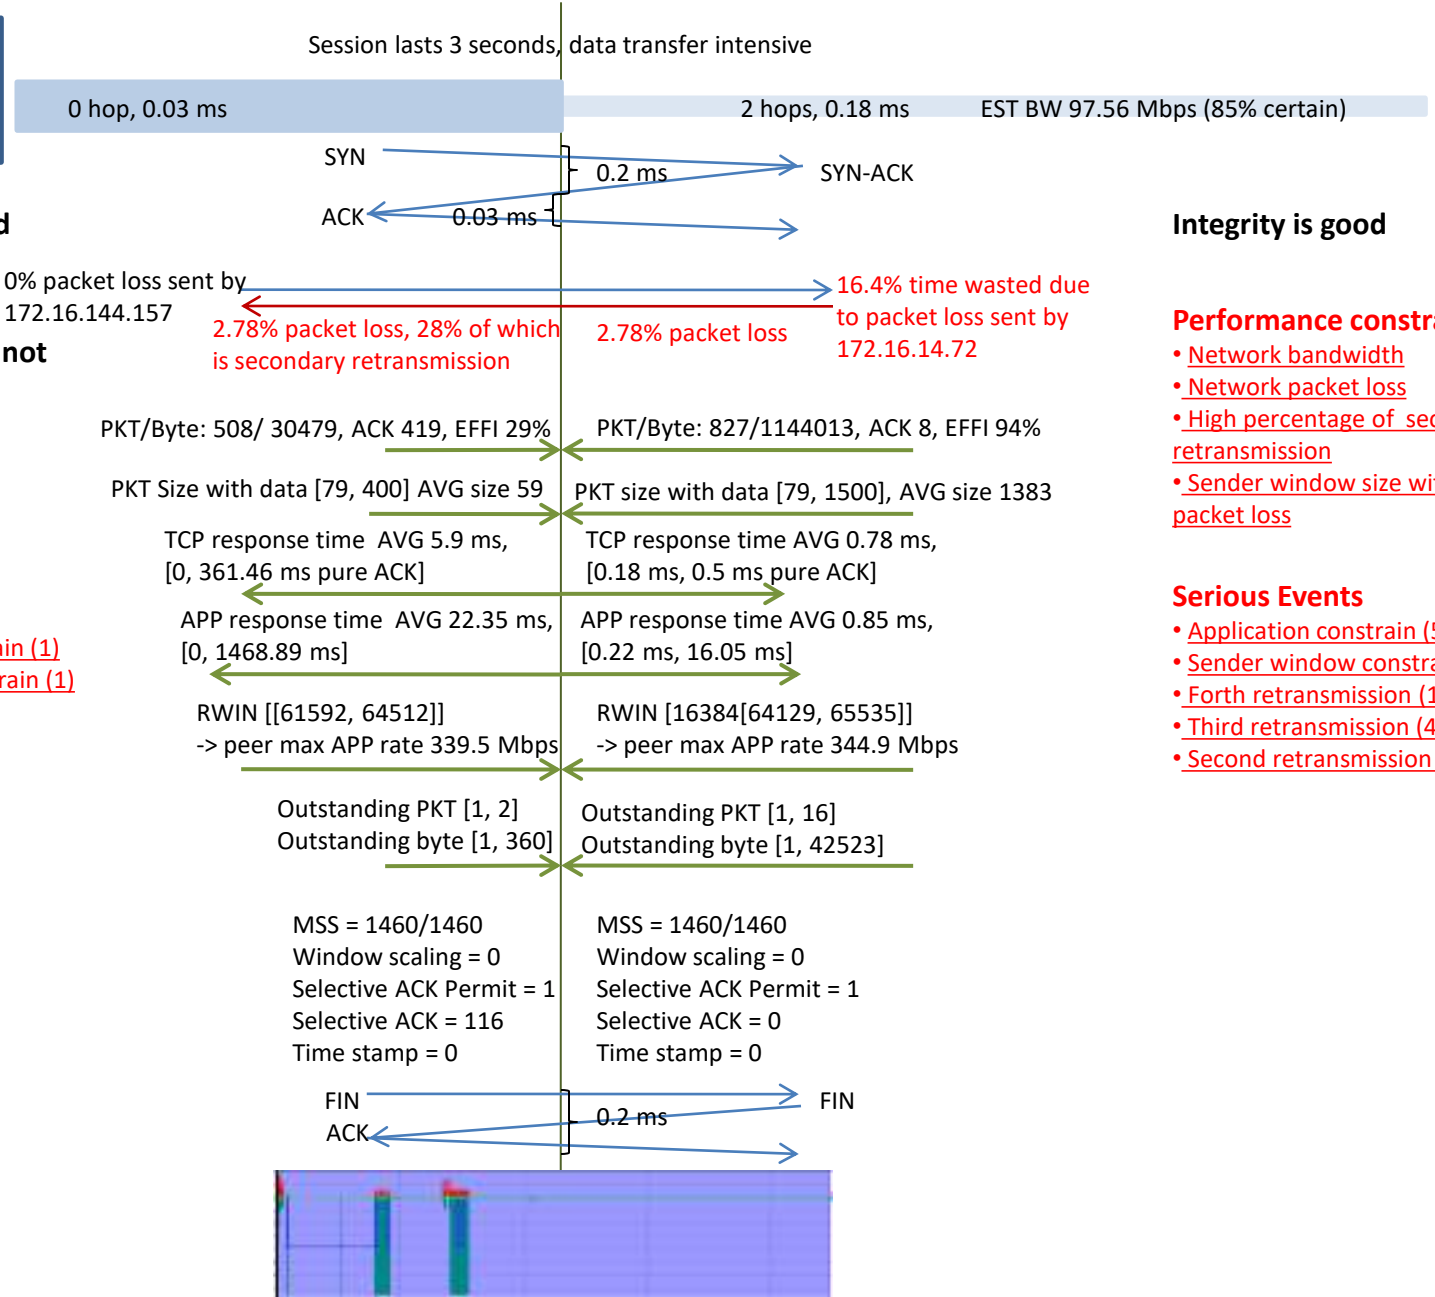 Session lasts 3 seconds, data transfer intensive
0 hop, 0.03 ms
2 hops, 0.18 ms
EST BW 97.56 Mbps (85% certain)
SYN
0.2 ms
SYN-ACK
ACK
0.03 ms
Integrity is good
0% packet loss sent by
172.16.144.157
not
2.78% packet loss, 28% of which
is secondary retransmission
2.78% packet loss
16.4% time wasted due
to packet loss sent by
172.16.14.72
Performance
• Network bandwidth
• Network packet loss
• High percentage of
retransmission
• Sender window size
packet loss
PKT/Byte: 508/ 30479, ACK 419, EFFI 29%
PKT/Byte: 827/1144013, ACK 8, EFFI 94%
PKT Size with data [79, 400] AVG size 59
PKT size with data [79, 1500], AVG size 1383
TCP response time  AVG 5.9 ms,
[0, 361.46 ms pure ACK]
TCP response time AVG 0.78 ms,
[0.18 ms, 0.5 ms pure ACK]
APP response time  AVG 22.35 ms,
[0, 1468.89 ms]
APP response time AVG 0.85 ms,
[0.22 ms, 16.05 ms]
(1)
(1)
Serious Events
• Application constrain
• Sender window
• Forth retransmission
• Third retransmission
• Second retransmission
RWIN [[61592, 64512]]
-> peer max APP rate 339.5 Mbps
RWIN [16384[64129, 65535]]
-> peer max APP rate 344.9 Mbps
Outstanding PKT [1, 2]
Outstanding byte [1, 360]
Outstanding PKT [1, 16]
Outstanding byte [1, 42523]
MSS = 1460/1460
Window scaling = 0
Selective ACK Permit = 1
Selective ACK = 116
Time stamp = 0
MSS = 1460/1460
Window scaling = 0
Selective ACK Permit = 1
Selective ACK = 0
Time stamp = 0
FIN
FIN
0.2 ms
ACK